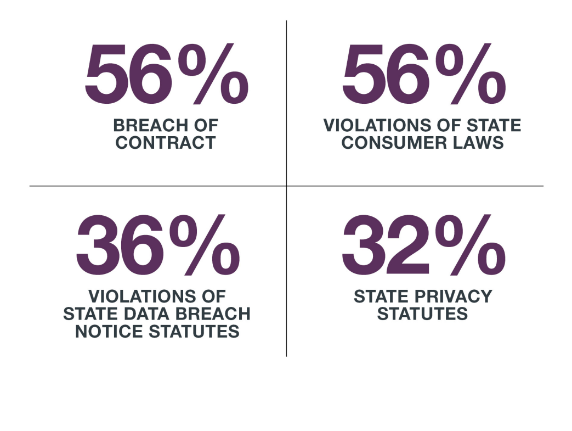 56%
BREACH OF
CONTRACT
56%
VIOLATIONS OF STATE
CONSUMER LAWS
36%
VIOLATIONS OF
STATE DATA BREACH
NOTICE STATUTES
32%
STATE PRIVACY
STATUTES